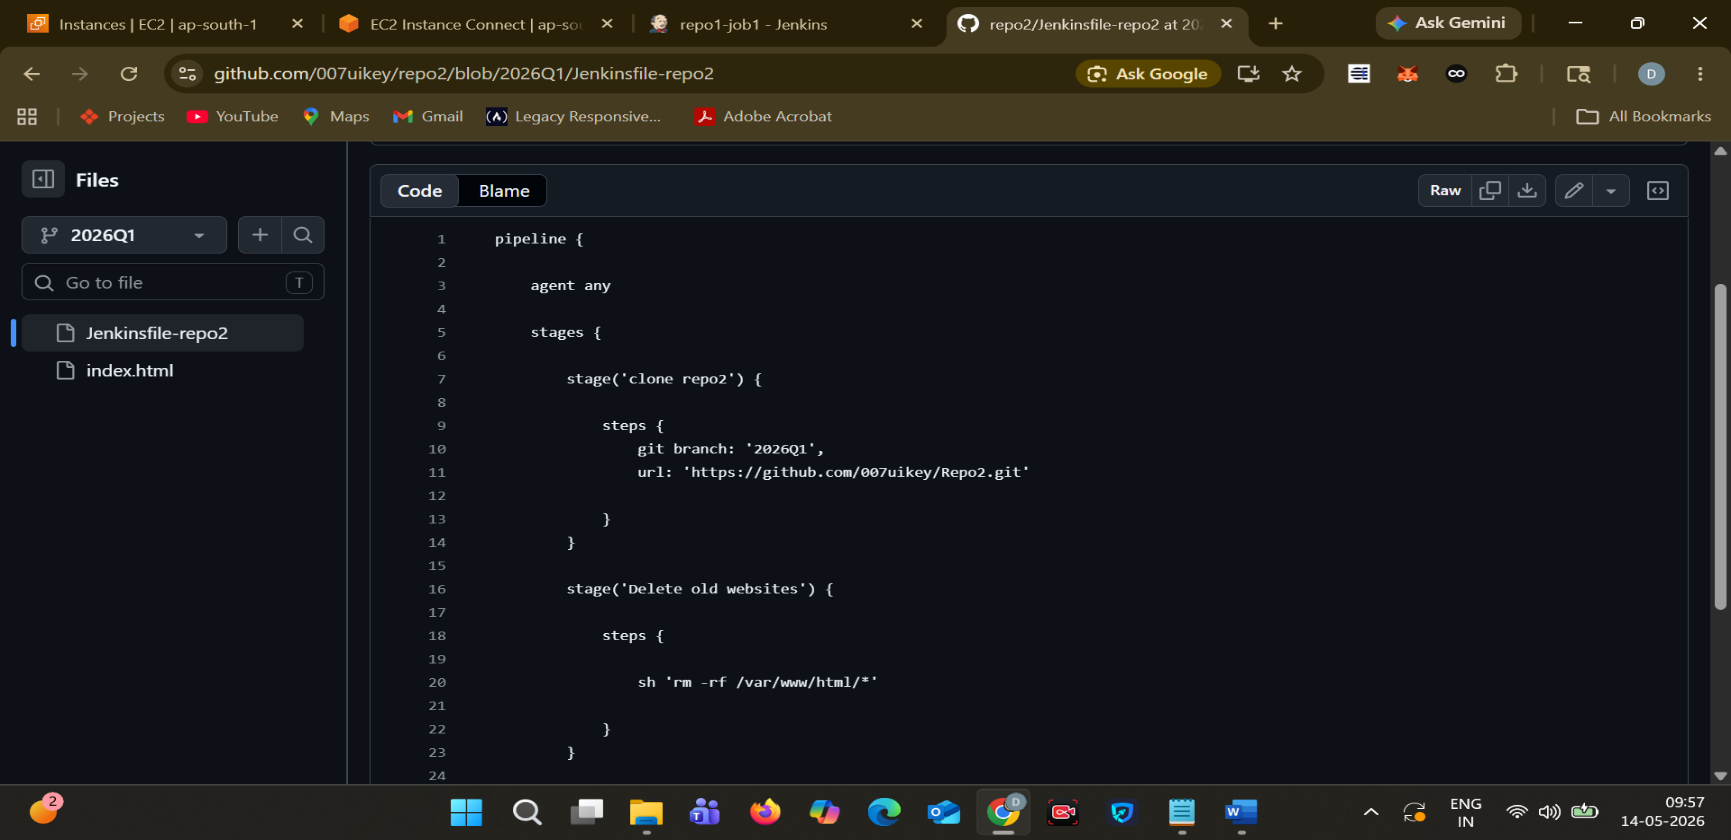 Instances | EC2 | ap-south-1
EC2 Instance Connect | ap-sou
repo1-job1 - Jenkins
repo2/Jenkinsfile-repo2 at 202
Ask Gemini
github.com/007uikey/repo2/blob/2026Q1/Jenkinsfile-repo2
Ask Google
D
Projects
YouTube
Maps
Gmail
Legacy Responsive...
Adobe Acrobat
All Bookmarks
Files
2026Q1
Go to file
T
Jenkinsfile-repo2
index.html
Code
Blame
Raw
1 pipeline {
2
3 agent any
4
5 stages {
6
7 stage('clone repo2') {
8
9 steps {
10 git branch: '2026Q1',
11 url: 'https://github.com/007uikey/Repo2.git'
12
13 }
14 }
15
16 stage('Delete old websites') {
17
18 steps {
19
20 sh 'rm -rf /var/www/html/*'
21
22 }
23 }
24
2
D
ENG
IN
09:57
14-05-2026